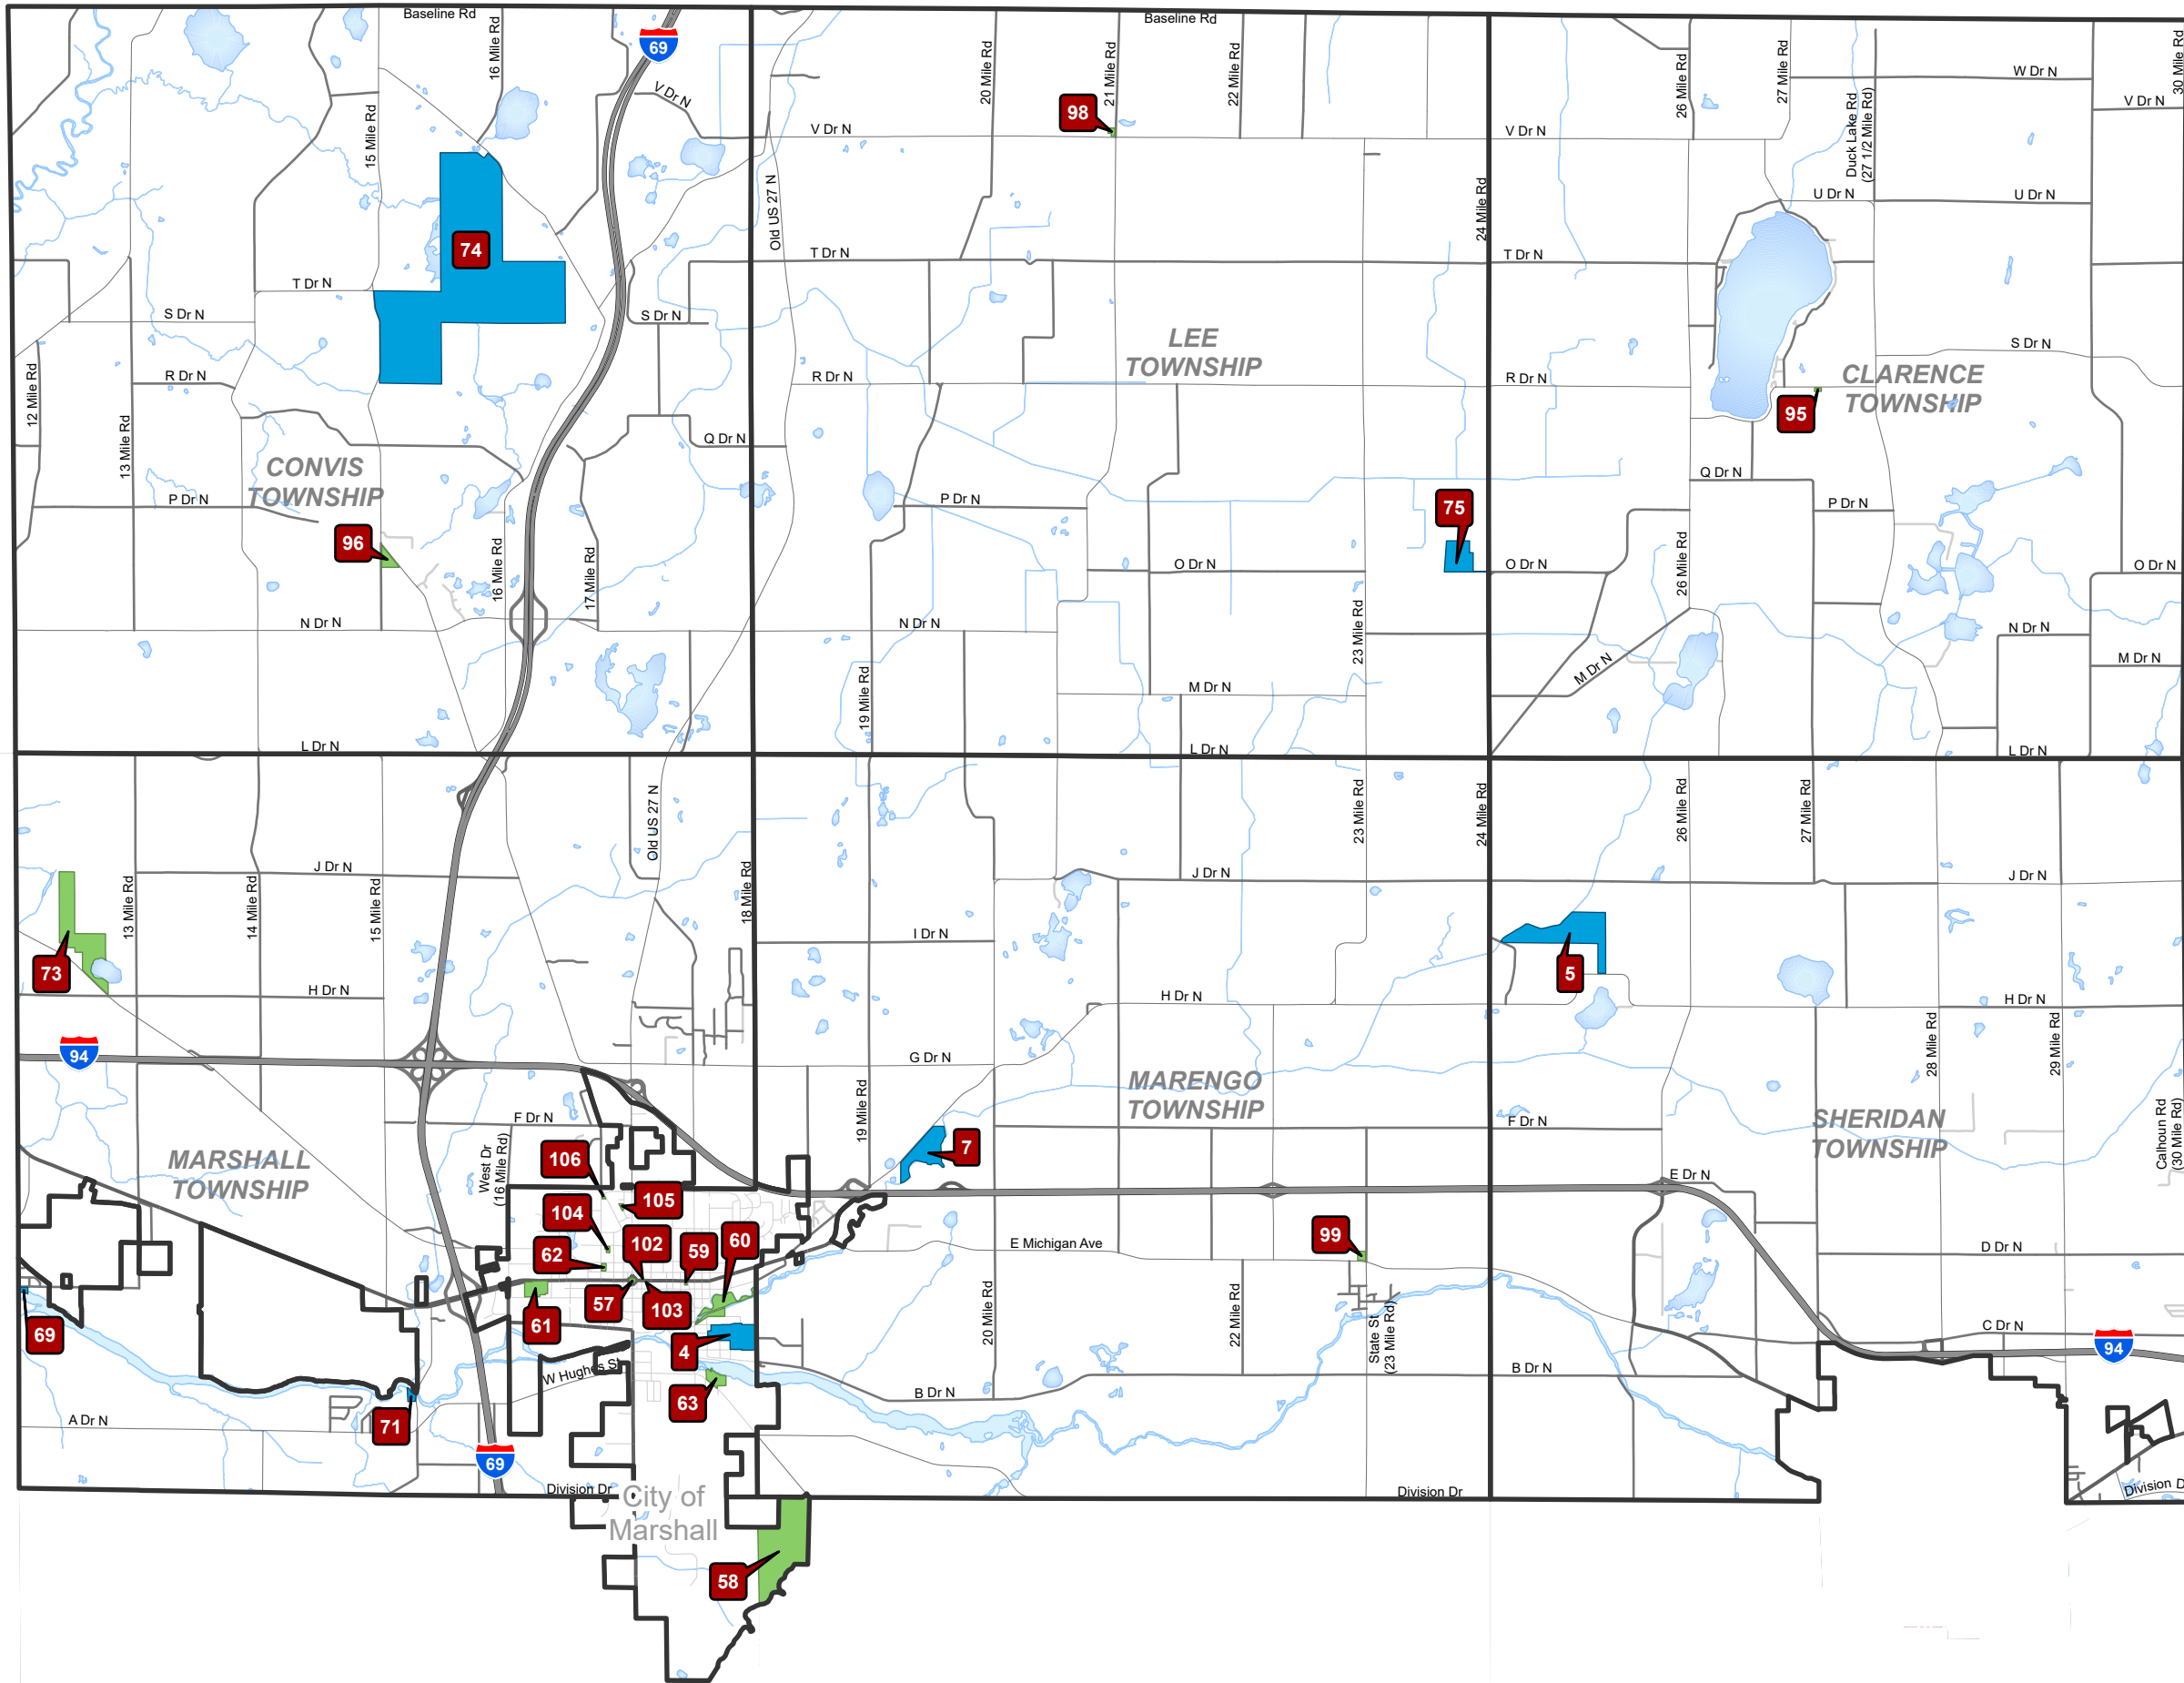 Baseline Rd
Baseline Rd
16 Mile Rd
69
V Dr N
15 Mile Rd
20 Mile Rd
21 Mile Rd
22 Mile Rd
98
V Dr N
Old US 27 N
24 Mile Rd
26 Mile Rd
27 Mile Rd
Duck Lake Rd
(27 1/2 Mile Rd)
30 Mile Rd
W Dr N
V Dr N
V Dr N
U Dr N
U Dr N
74
T Dr N
T Dr N
T Dr N
S Dr N
S Dr N
LEE
TOWNSHIP
S Dr N
R Dr N
R Dr N
R Dr N
CLARENCE
TOWNSHIP
95
12 Mile Rd
13 Mile Rd
Q Dr N
CONVIS
TOWNSHIP
Q Dr N
P Dr N
P Dr N
P Dr N
75
96
16 Mile Rd
17 Mile Rd
O Dr N
O Dr N
26 Mile Rd
O Dr N
N Dr N
N Dr N
23 Mile Rd
N Dr N
M Dr N
M Dr N
M Dr N
19 Mile Rd
L Dr N
L Dr N
L Dr N
Old US 27 N
23 Mile Rd
24 Mile Rd
26 Mile Rd
27 Mile Rd
J Dr N
J Dr N
J Dr N
13 Mile Rd
14 Mile Rd
15 Mile Rd
18 Mile Rd
I Dr N
73
5
H Dr N
H Dr N
H Dr N
94
G Dr N
28 Mile Rd
29 Mile Rd
MARENGO
TOWNSHIP
19 Mile Rd
F Dr N
F Dr N
SHERIDAN
TOWNSHIP
Calhoun Rd
(30 Mile Rd)
West Dr
(16 Mile Rd)
7
106
MARSHALL
TOWNSHIP
E Dr N
105
104
102
60
59
62
99
E Michigan Ave
D Dr N
57
103
61
69
4
20 Mile Rd
22 Mile Rd
State St
(23 Mile Rd)
C Dr N
94
W Hughes St
B Dr N
B Dr N
63
A Dr N
71
69
Division Dr
Division Dr
Division D
City of
Marshall
58